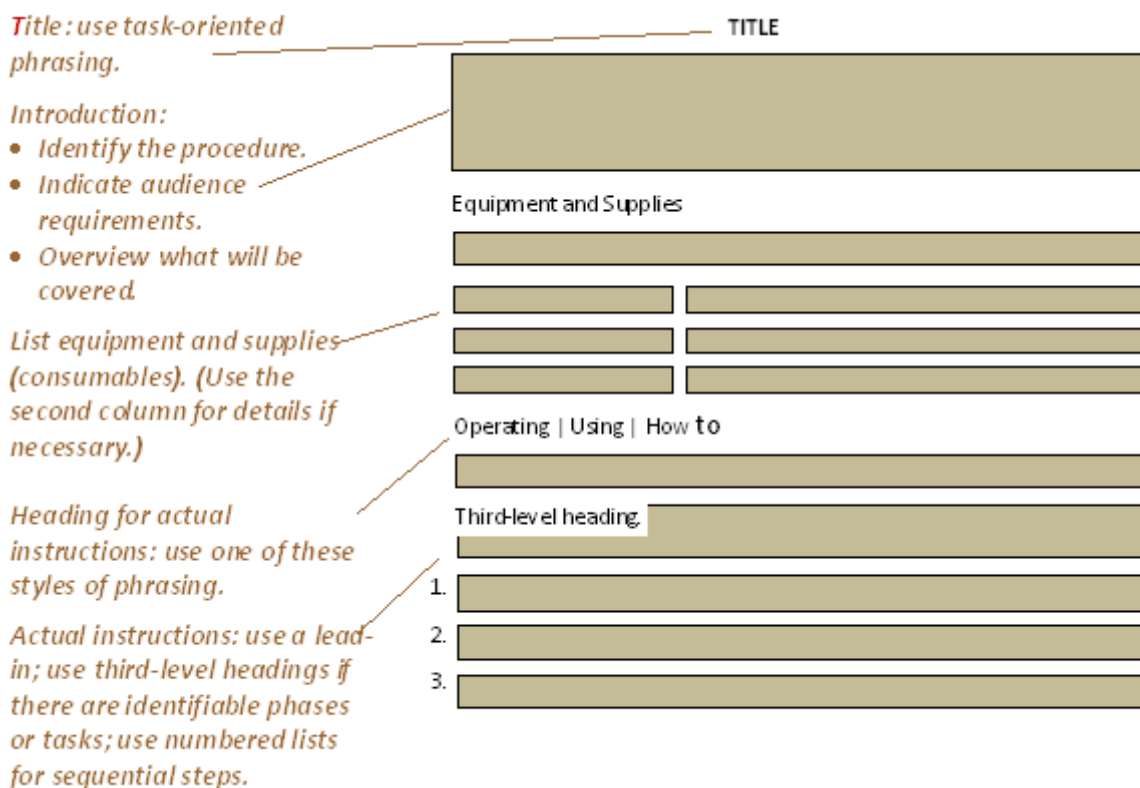 Title: use task-oriented
phrasing.
Introduction:
• Identify the procedure.
• Indicate audience
requirements.
• Overview what will be
covered.
List equipment and supplies
(consumables). (Use the
second column for details if
necessary.)
Heading for actual
instructions: use one of these
styles of phrasing.
Actual instructions: use a lead-
in; use third-level headings if
there are identifiable phases
or tasks; use numbered lists
for sequential steps.
TITLE
Equipment and Supplies
Operating | Using | How to
Third-level heading.
1.
2.
3.